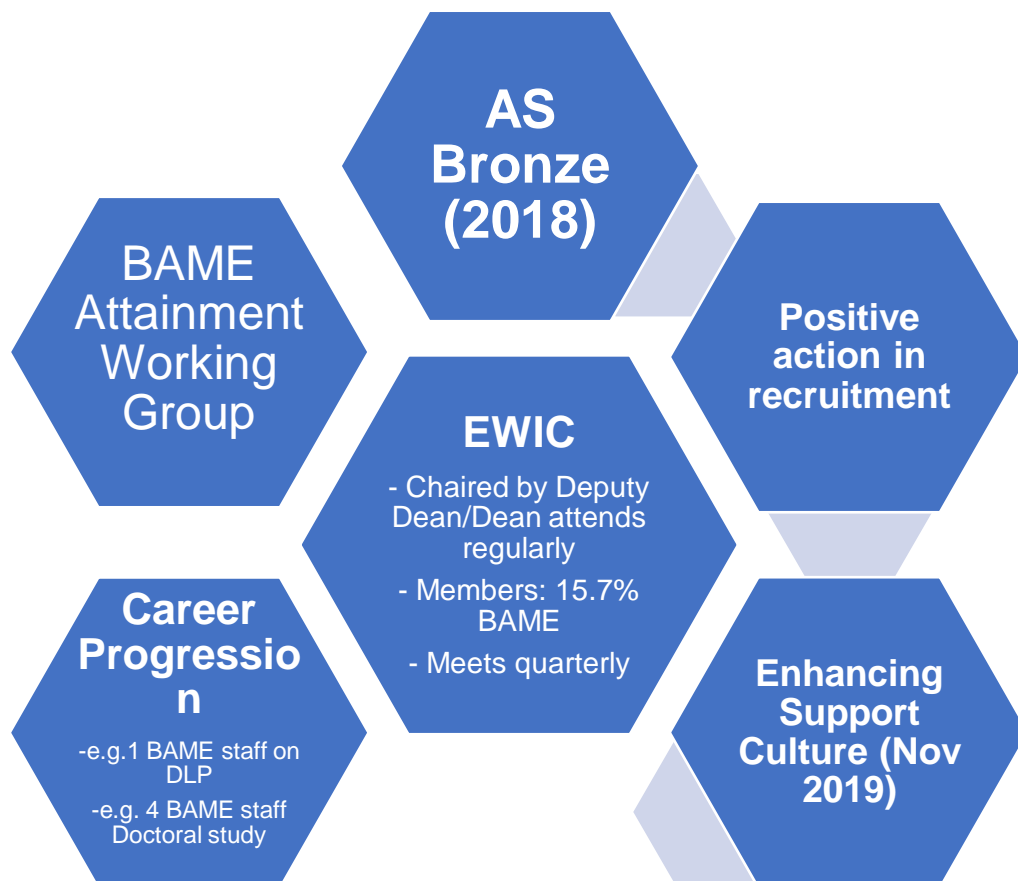 AS
Bronze
(2018)
BAME
Attainment
Working
Group
Positive
action in
recruitment
EWIC
- Chaired by Deputy
Dean/Dean attends
regularly
- Members: 15.7%
BAME
- Meets quarterly
Career
Progressio
n
-e.g.1 BAME staff on
DLP
-e.g. 4 BAME staff
Doctoral study
Enhancing
Support
Culture (Nov
2019)